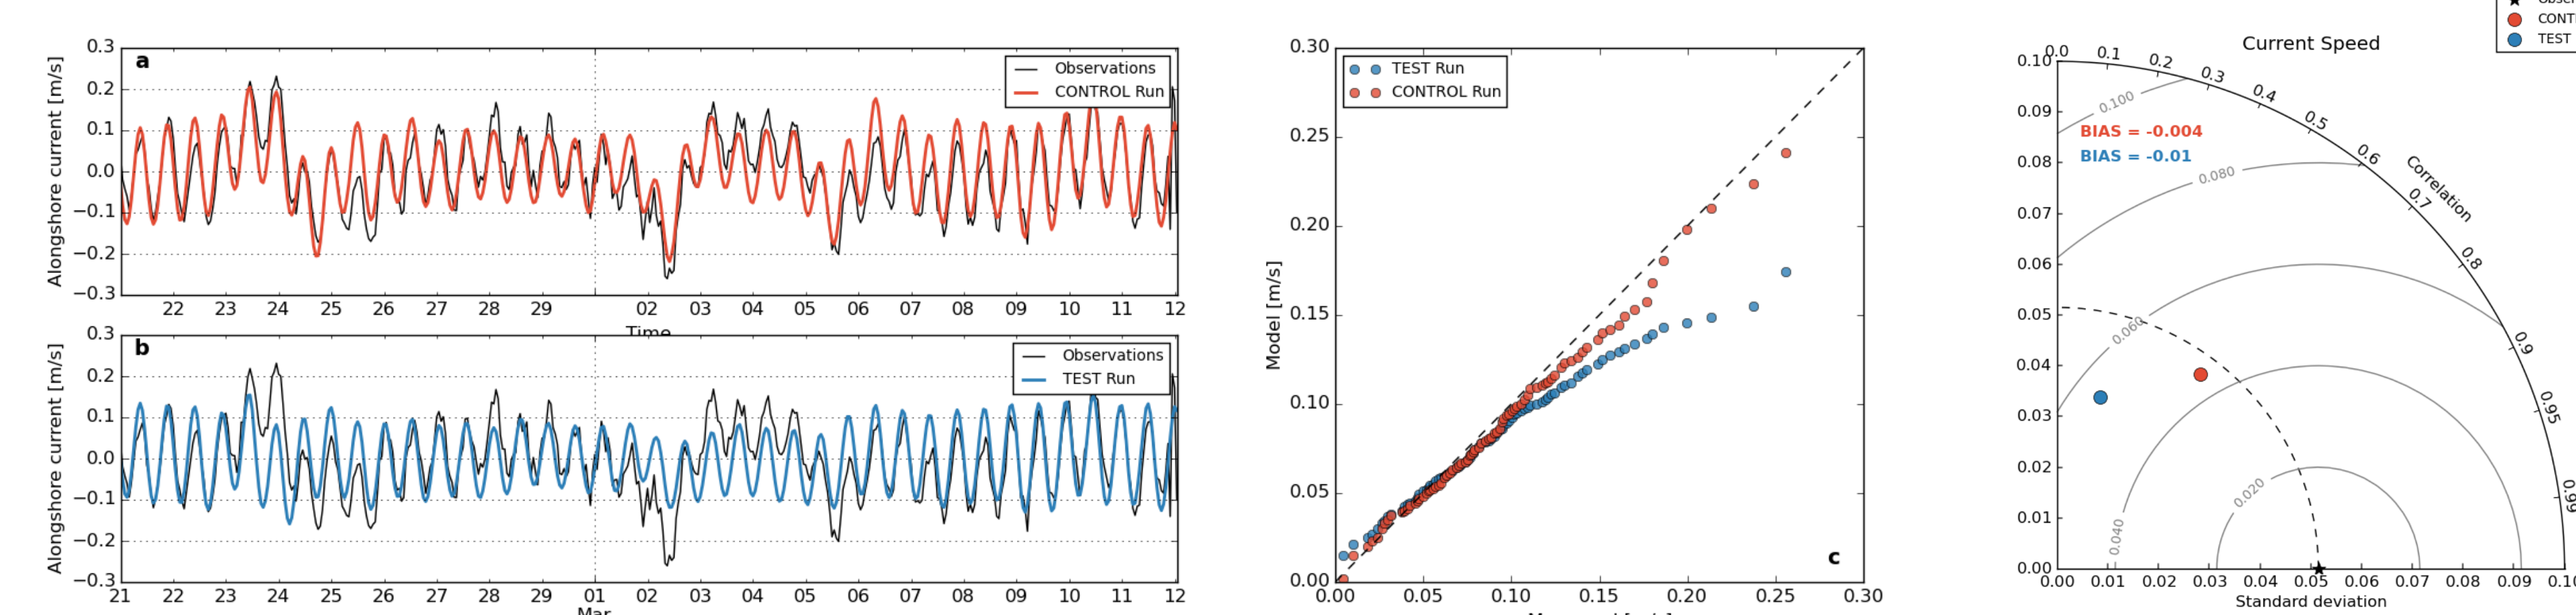 a
Observations
CONTROL Run
Alongshore current [m/s]
0.3
0.2
0.1
0.0
−0.1
−0.2
−0.3
22 23 24 25 26 27 28 29 02 03 04 05 06 07 08 09 10 11 12
Time
b
Observations
TEST Run
Alongshore current [m/s]
0.3
0.2
0.1
0.0
−0.1
−0.2
−0.3
21 22 23 24 25 26 27 28 29 01 02 03 04 05 06 07 08 09 10 11 12
Mar
TEST Run
CONTROL Run
Model [m/s]
0.30
0.25
0.20
0.15
0.10
0.05
0.00
c
0.00 0.05 0.10 0.15 0.20 0.25 0.30
CONT
TEST
Current Speed
BIAS = -0.004
BIAS = -0.01
0.0 0.1 0.2 0.3 0.4 0.5 0.6 0.7 0.8 0.9 0.95 0.99
Correlation
0.100
0.080
0.060
0.040
0.020
0.10
0.09
0.08
0.07
0.06
0.05
0.04
0.03
0.02
0.01
0.00
0.00 0.01 0.02 0.03 0.04 0.05 0.06 0.07 0.08 0.09 0.10
Standard deviation